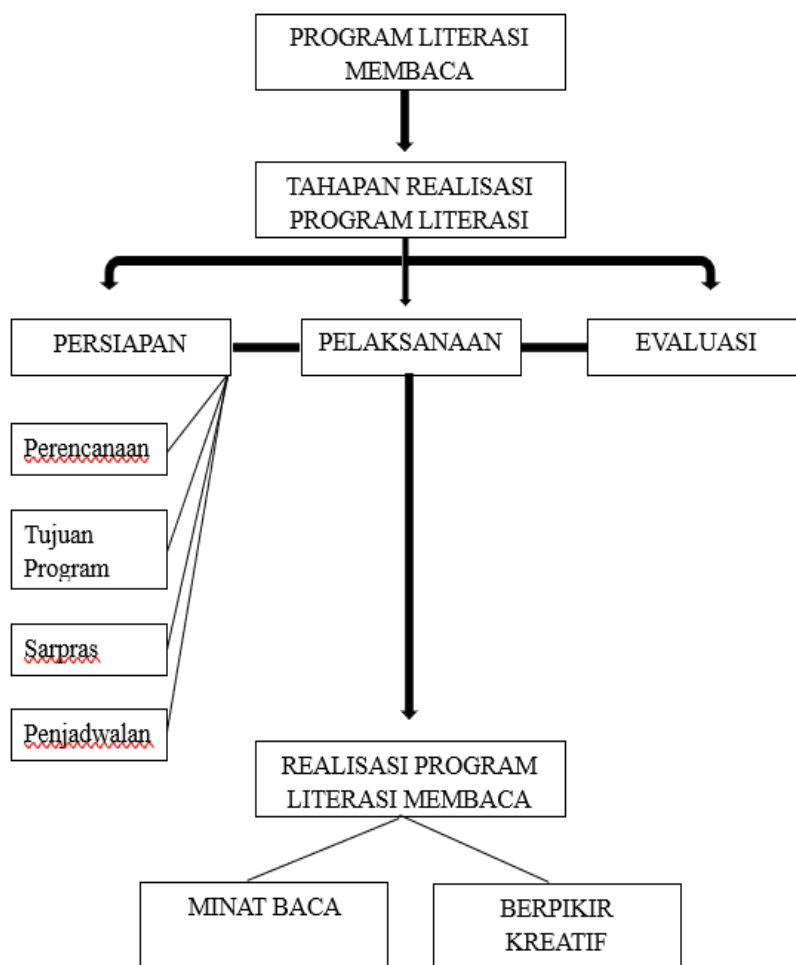 PROGRAM LITERASI
MEMBACA
TAHAPAN REALISASI
PROGRAM LITERASI
PERSIAPAN
PELAKSANAAN
EVALUASI
Perencanaan
Tujuan
Program
Sarpras
Penjadwalan
REALISASI PROGRAM
LITERASI MEMBACA
MINAT BACA
BERPIKIR
KREATIF